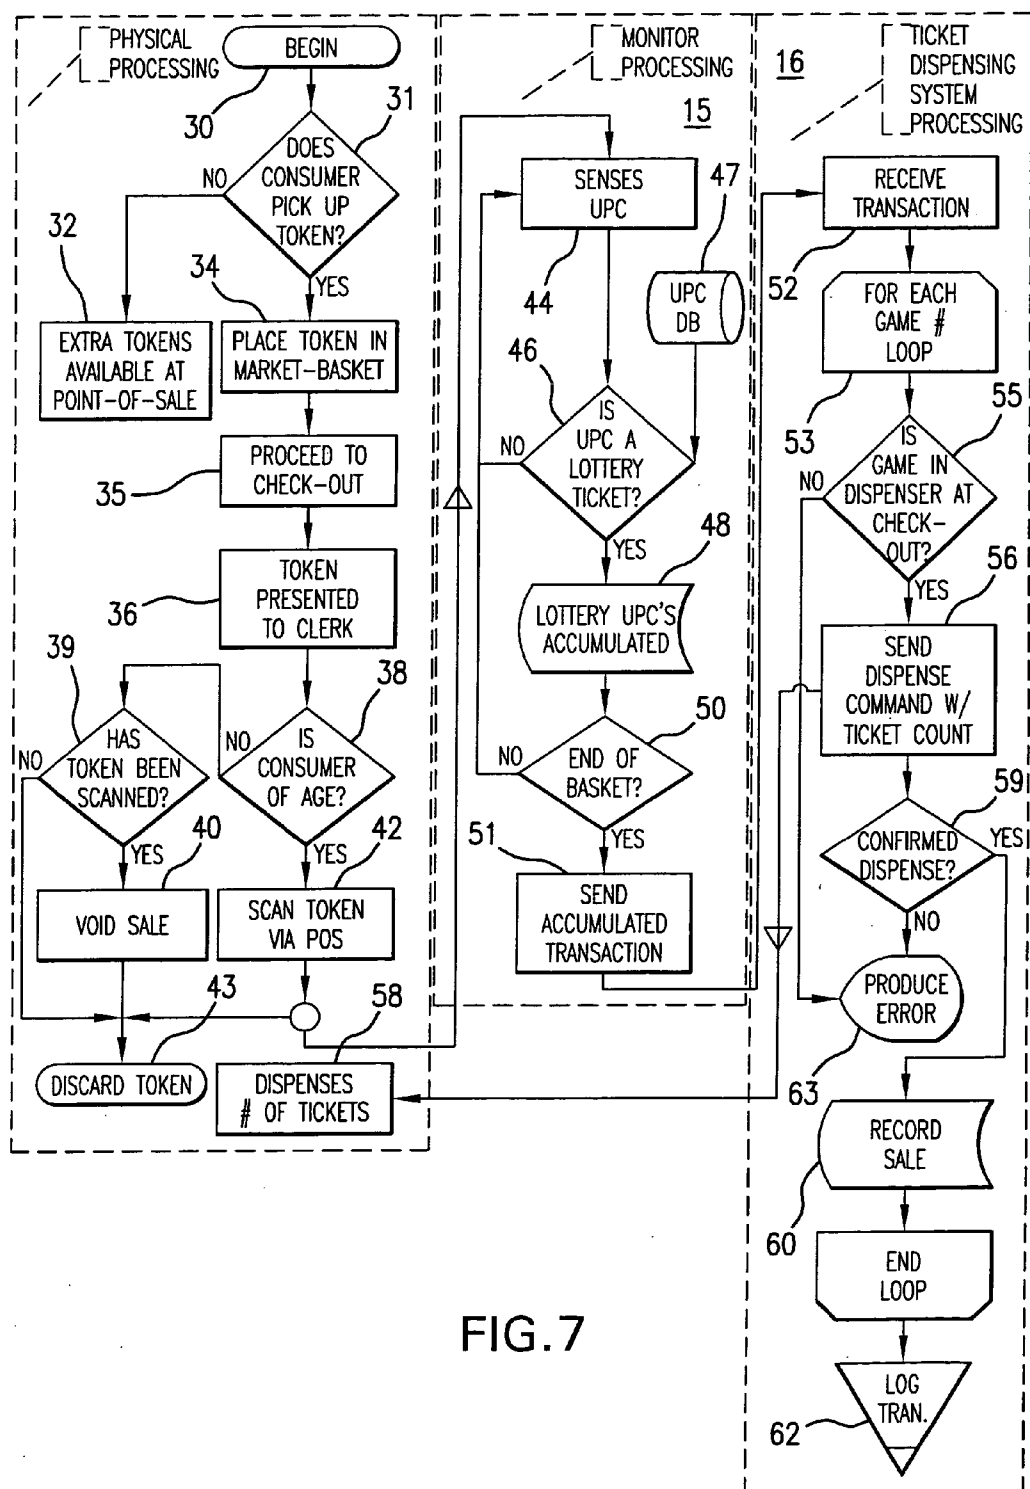 PHYSICAL
PROCESSING
BEGIN
30
31
DOES
CONSUMER
PICK UP
TOKEN?
NO
YES
32
EXTRA TOKENS
AVAILABLE AT
POINT-OF-SALE
34
PLACE TOKEN IN
MARKET-BASKET
PROCEED TO
CHECK-OUT
35
TOKEN
PRESENTED
TO CLERK
36
39
HAS
TOKEN BEEN
SCANNED?
NO
YES
38
IS
CONSUMER
OF AGE?
NO
YES
40
VOID SALE
42
SCAN TOKEN
VIA POS
43
DISCARD TOKEN
58
DISPENSES
# OF TICKETS
MONITOR
PROCESSING
15
SENSES
UPC
44
47
UPC
DB
46
IS
UPC A
LOTTERY
TICKET?
NO
YES
48
LOTTERY UPC'S
ACCUMULATED
50
END OF
BASKET?
NO
YES
51
SEND
ACCUMULATED
TRANSACTION
16
TICKET
DISPENSING
SYSTEM
PROCESSING
RECEIVE
TRANSACTION
52
FOR EACH
GAME #
LOOP
53
55
IS
GAME IN
DISPENSER AT
CHECK-
OUT?
NO
YES
56
SEND
DISPENSE
COMMAND W/
TICKET COUNT
59
CONFIRMED
DISPENSE?
YES
NO
PRODUCE
ERROR
63
RECORD
SALE
60
END
LOOP
LOG
TRAN.
62
FIG.7